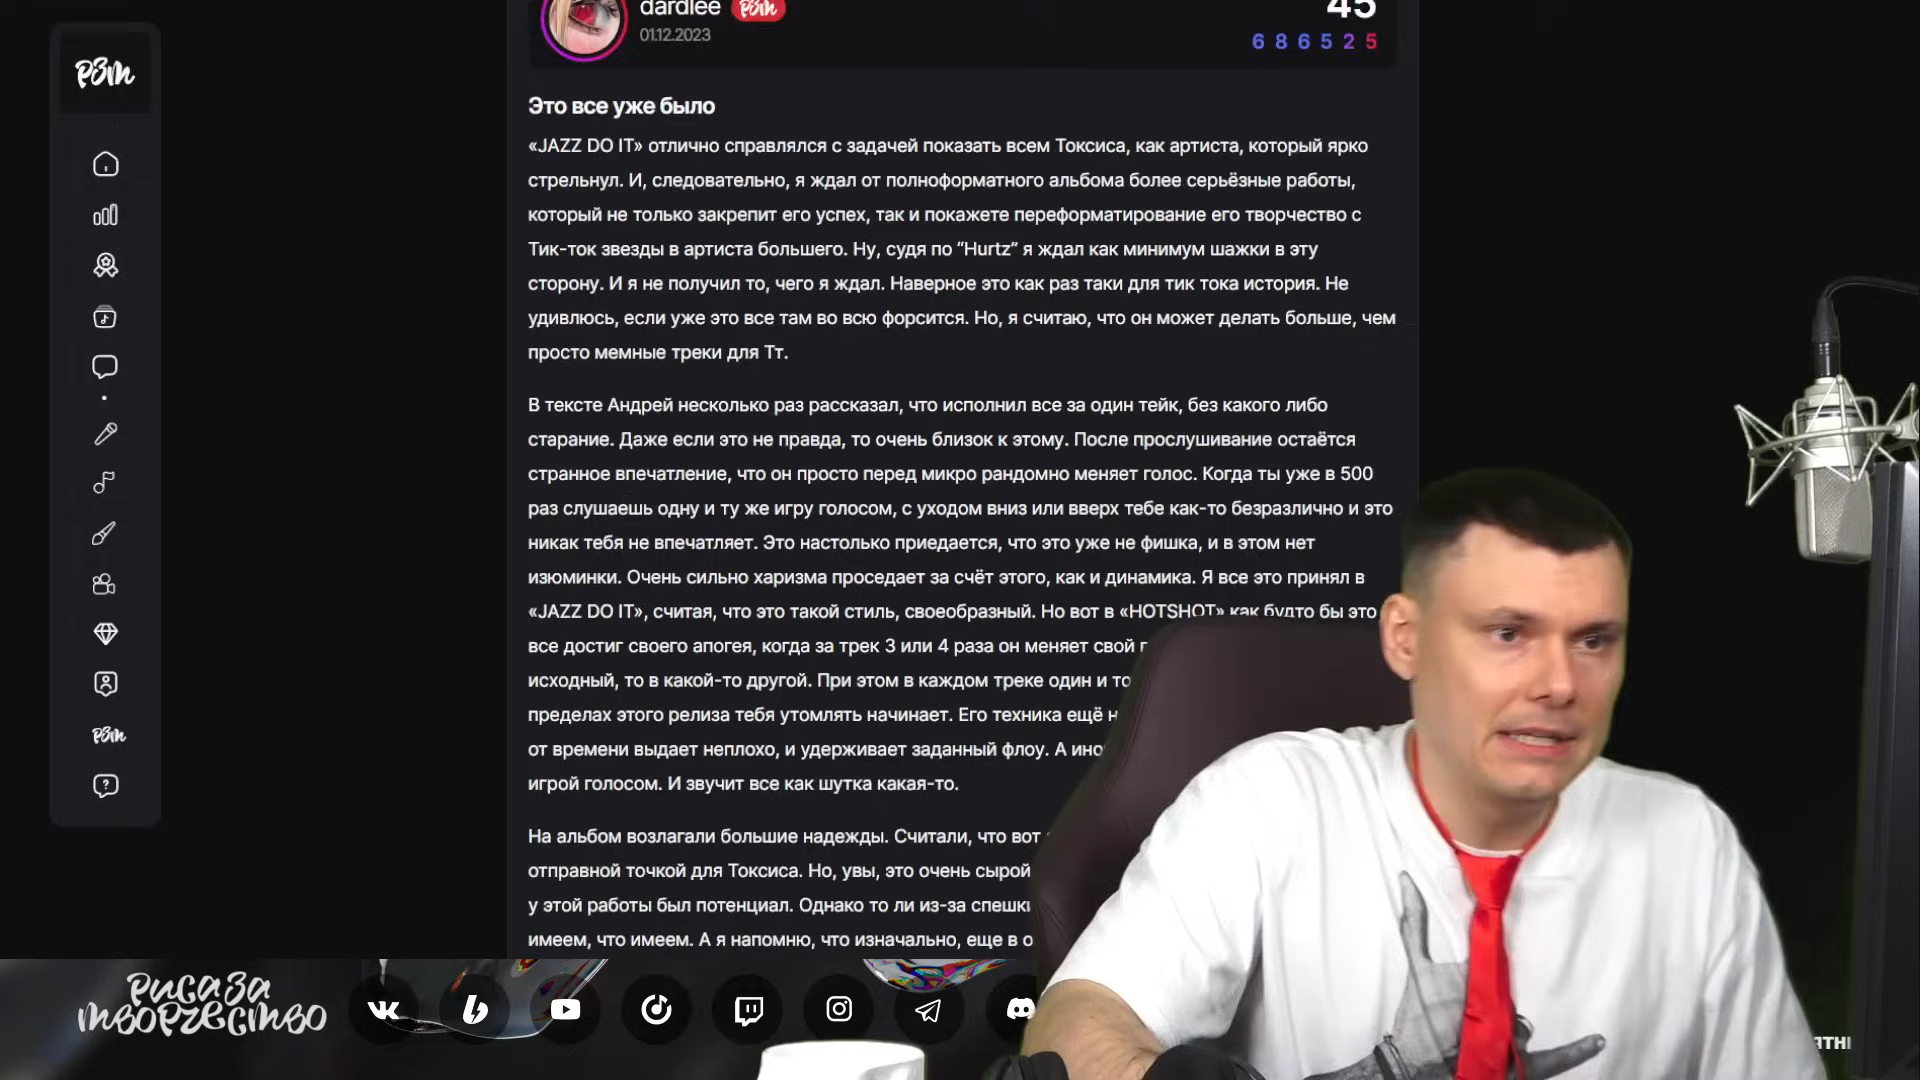 dardlee РЗТ
01.12.2023
45
6 8 6 5 2 5
РЗТ
Это все уже было
«JAZZ DO IT» отлично справлялся с задачей показать всем Токсиса, как артиста, который ярко
стрельнул. И, следовательно, я ждал от полноформатного альбома более серьёзные работы,
который не только закрепит его успех, так и покажете переформатирование его творчество с
Тик-ток звезды в артиста большего. Ну, судя по “Hurtz” я ждал как минимум шажки в эту
сторону. И я не получил то, чего я ждал. Наверное это как раз таки для тик тока история. Не
удивлюсь, если уже это все там во всю форсится. Но, я считаю, что он может делать больше, чем
просто мемные треки для Тт.
В тексте Андрей несколько раз рассказал, что исполнил все за один тейк, без какого либо
старание. Даже если это не правда, то очень близок к этому. После прослушивание остаётся
странное впечатление, что он просто перед микро рандомно меняет голос. Когда ты уже в 500
раз слушаешь одну и ту же игру голосом, с уходом вниз или вверх тебе как-то безразлично и это
никак тебя не впечатляет. Это настолько приедается, что это уже не фишка, и в этом нет
изюминки. Очень сильно харизма проседает за счёт этого, как и динамика. Я все это принял в
«JAZZ DO IT», считая, что это такой стиль, своеобразный. Но вот в «HOTSHOT» как будто бы это
все достиг своего апогея, когда за трек 3 или 4 раза он меняет свой
исходный, то в какой-то другой. При этом в каждом треке один и
пределах этого релиза тебя утомлять начинает. Его техника ещё
от времени выдает неплохо, и удерживает заданный флоу. А
игрой голосом. И звучит все как шутка какая-то.
На альбом возлагали большие надежды. Считали, что вот
отправной точкой для Токсиса. Но, увы, это очень сырой
у этой работы был потенциал. Однако то ли из-за
имеем, что имеем. А я напомню, что изначально, еще в
РЗТ
РИСАЗА
ТВОРЧЕСТВО